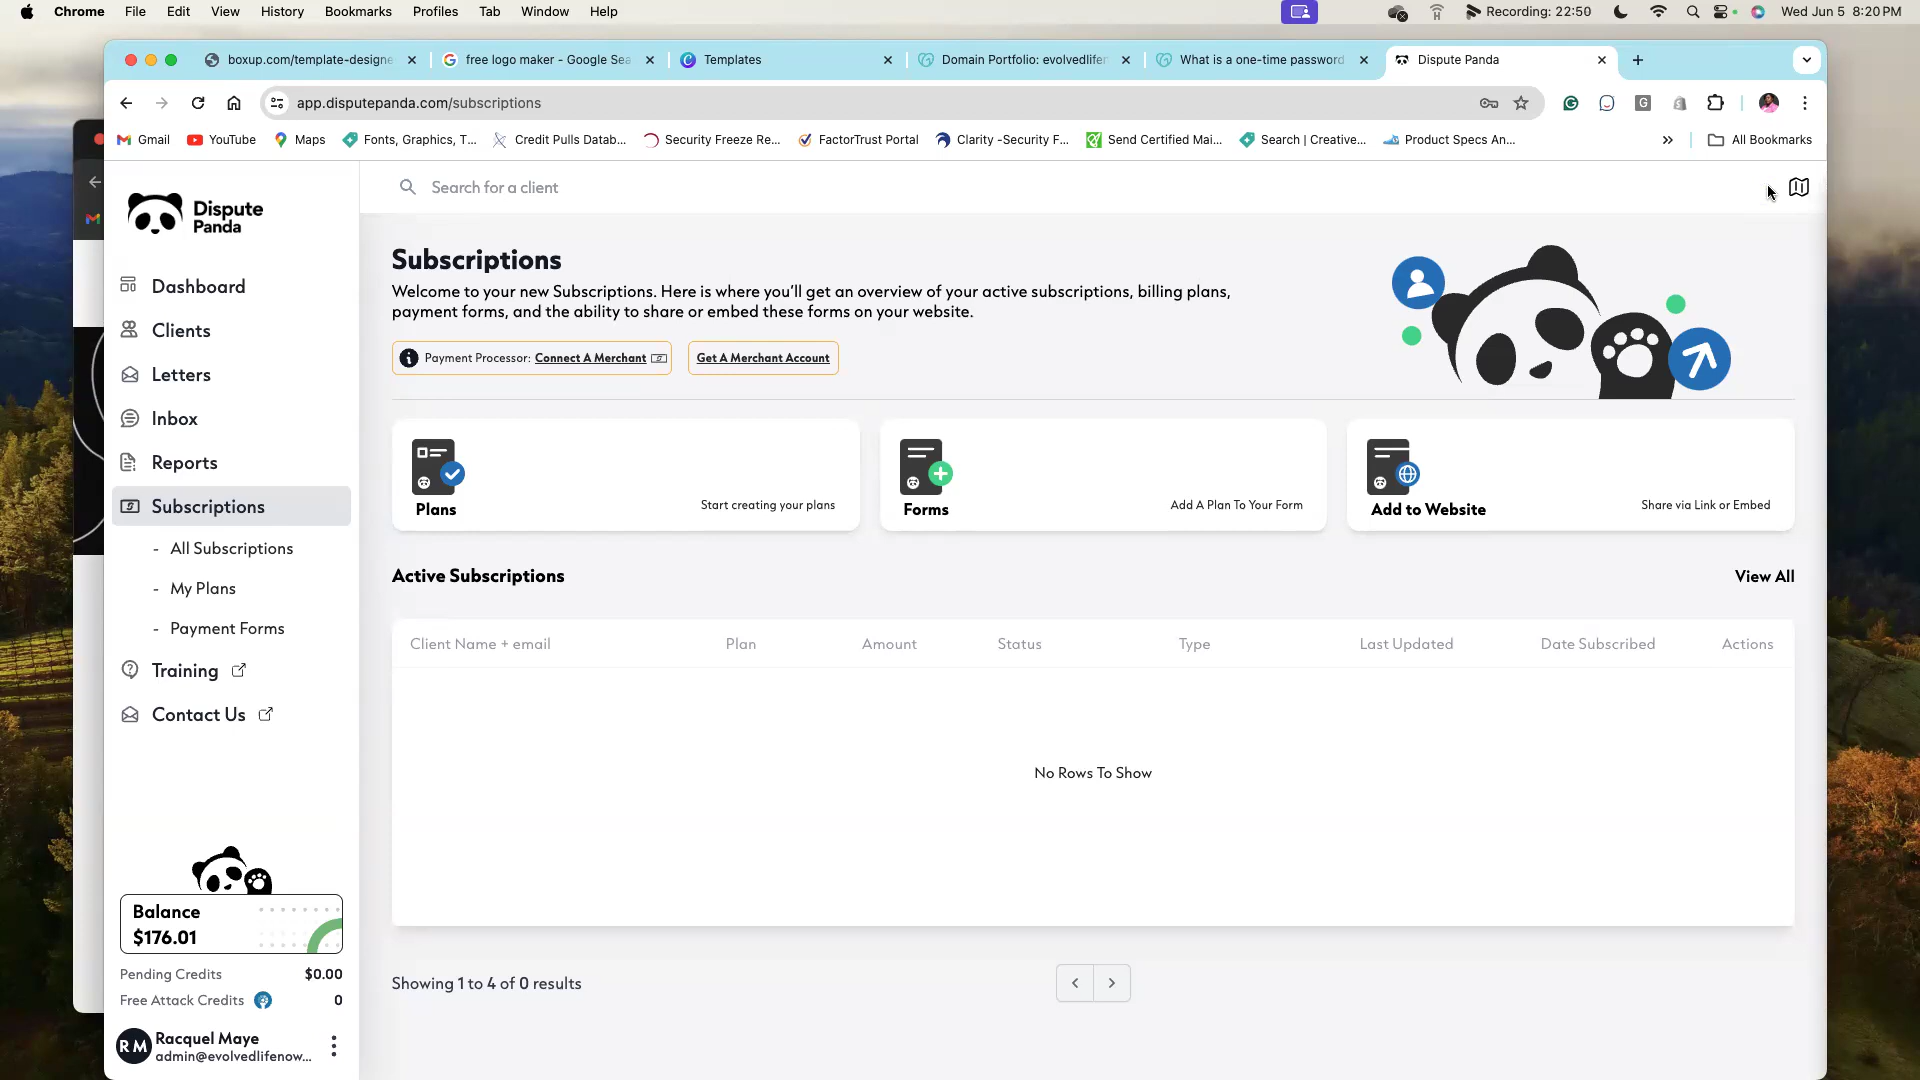 Chrome File Edit View History Bookmarks Profiles Tab Window Help
Recording: 22:50 Wed Jun 5 8:20 PM
boxup.com/template-designe
free logo maker - Google Sea
Templates
Domain Portfolio: evolvedlifen
What is a one-time password
Dispute Panda
app.disputepanda.com/subscriptions
Gmail YouTube Maps Fonts, Graphics, T... Credit Pulls Datab... Security Freeze Re... FactorTrust Portal Clarity -Security F... Send Certified Mai... Search | Creative... Product Specs An... » All Bookmarks
Dispute
Panda
Dashboard
Clients
Letters
Inbox
Reports
Subscriptions
- All Subscriptions
- My Plans
- Payment Forms
Training
Contact Us
Balance
$176.01
Pending Credits $0.00
Free Attack Credits 0
RM
Racquel Maye
admin@evolvedlifenow...
Search for a client
Subscriptions
Welcome to your new Subscriptions. Here is where you'll get an overview of your active subscriptions, billing plans,
payment forms, and the ability to share or embed these forms on your website.
Payment Processor: Connect A Merchant
Get A Merchant Account
Plans
Start creating your plans
Forms
Add A Plan To Your Form
Add to Website
Share via Link or Embed
Active Subscriptions
View All
Client Name + email Plan Amount Status Type Last Updated Date Subscribed Actions
No Rows To Show
Showing 1 to 4 of 0 results